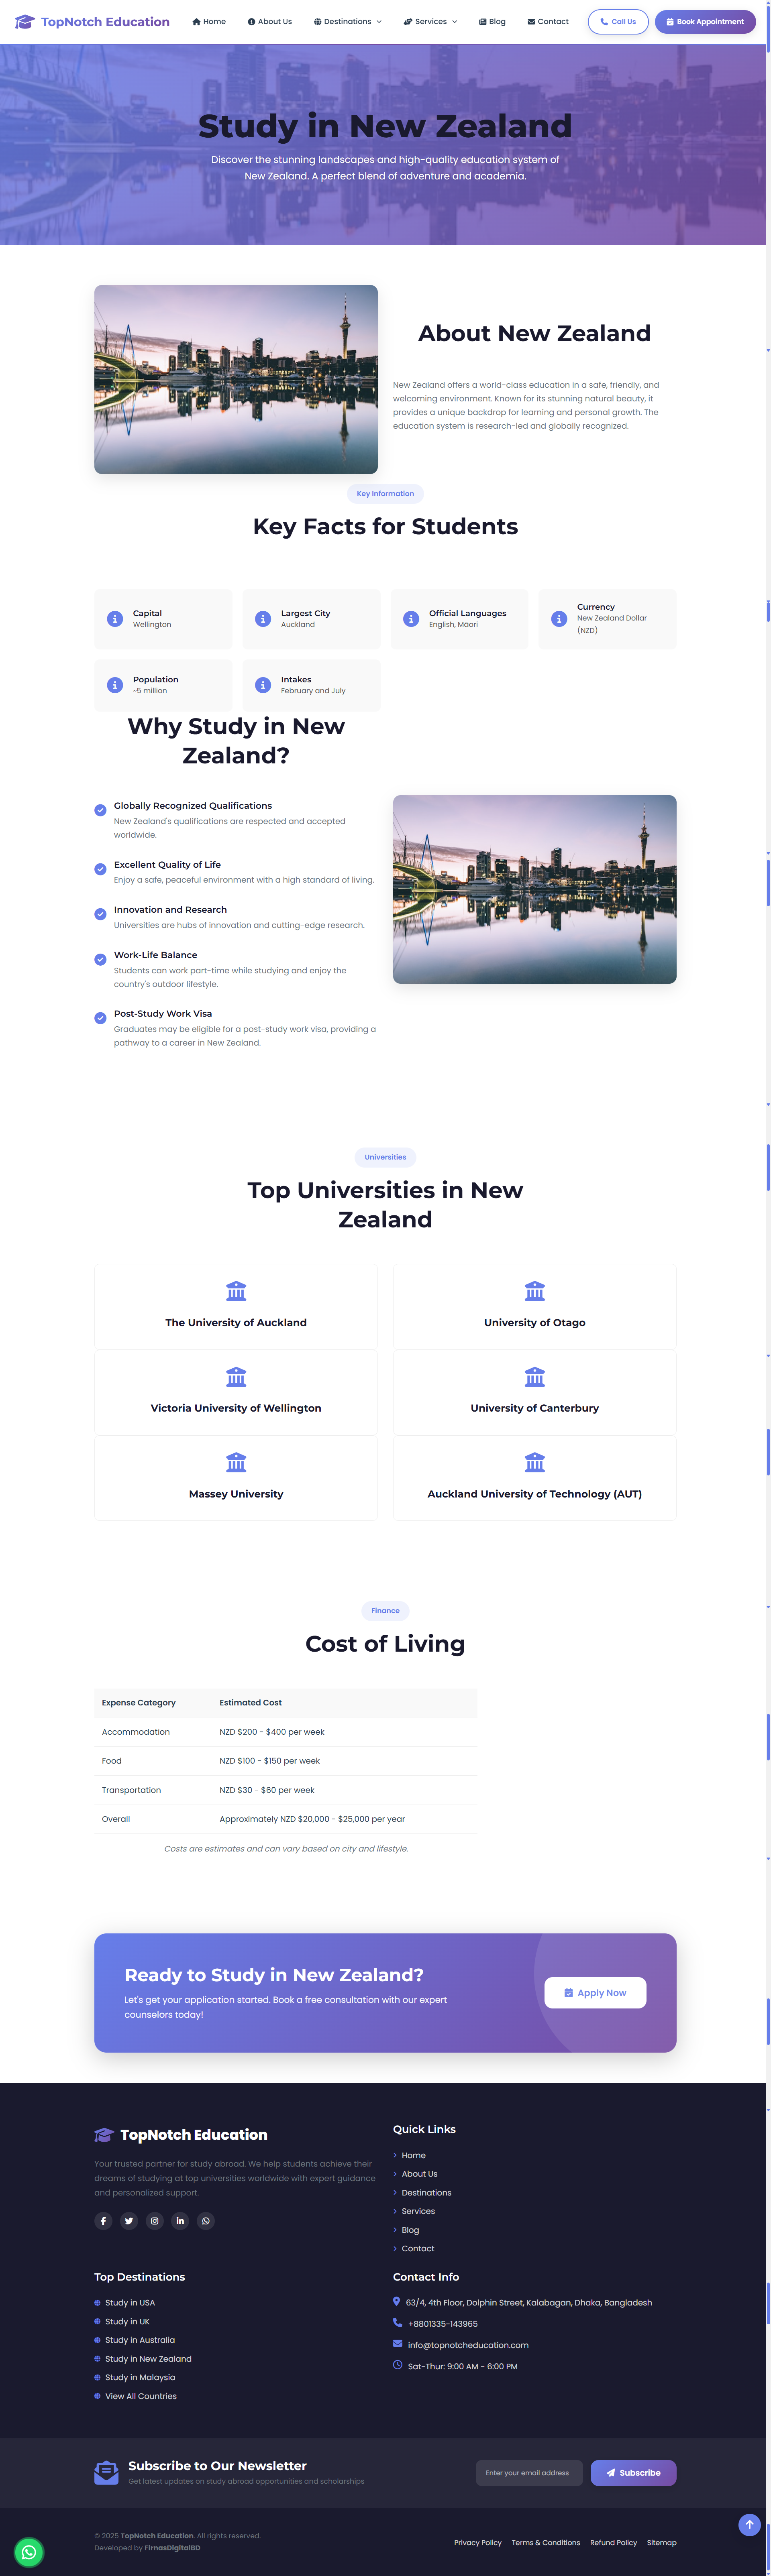 TopNotch Education
Home
About Us
Destinations
Services
Blog
Contact
Call Us
Book Appointment
Study in New Zealand
Discover the stunning landscapes and high-quality education system of
New Zealand. A perfect blend of adventure and academia.
About New Zealand
New Zealand offers a world-class education in a safe, friendly, and
welcoming environment. Known for its stunning natural beauty, it
provides a unique backdrop for learning and personal growth. The
education system is research-led and globally recognized.
Key Information
Key Facts for Students
Capital
Wellington
Largest City
Auckland
Official Languages
English, Māori
Currency
New Zealand Dollar
(NZD)
Population
~5 million
Intakes
February and July
Why Study in New
Zealand?
Globally Recognized Qualifications
New Zealand's qualifications are respected and accepted
worldwide.
Excellent Quality of Life
Enjoy a safe, peaceful environment with a high standard of living.
Innovation and Research
Universities are hubs of innovation and cutting-edge research.
Work-Life Balance
Students can work part-time while studying and enjoy the
country's outdoor lifestyle.
Post-Study Work Visa
Graduates may be eligible for a post-study work visa, providing a
pathway to a career in New Zealand.
Universities
Top Universities in New
Zealand
The University of Auckland
University of Otago
Victoria University of Wellington
University of Canterbury
Massey University
Auckland University of Technology (AUT)
Finance
Cost of Living
Expense Category Estimated Cost
Accommodation NZD $200 - $400 per week
Food NZD $100 - $150 per week
Transportation NZD $30 - $60 per week
Overall Approximately NZD $20,000 - $25,000 per year
Costs are estimates and can vary based on city and lifestyle.
Ready to Study in New Zealand?
Let's get your application started. Book a free consultation with our expert
counselors today!
Apply Now
TopNotch Education
Your trusted partner for study abroad. We help students achieve their
dreams of studying at top universities worldwide with expert guidance
and personalized support.
Quick Links
Home
About Us
Destinations
Services
Blog
Contact
Top Destinations
Study in USA
Study in UK
Study in Australia
Study in New Zealand
Study in Malaysia
View All Countries
Contact Info
63/4, 4th Floor, Dolphin Street, Kalabagan, Dhaka, Bangladesh
+8801335-143965
info@topnotcheducation.com
Sat-Thur: 9:00 AM - 6:00 PM
Subscribe to Our Newsletter
Get latest updates on study abroad opportunities and scholarships
Enter your email address
Subscribe
© 2025 TopNotch Education. All rights reserved.
Developed by FirnasDigitalBD
Privacy Policy
Terms & Conditions
Refund Policy
Sitemap